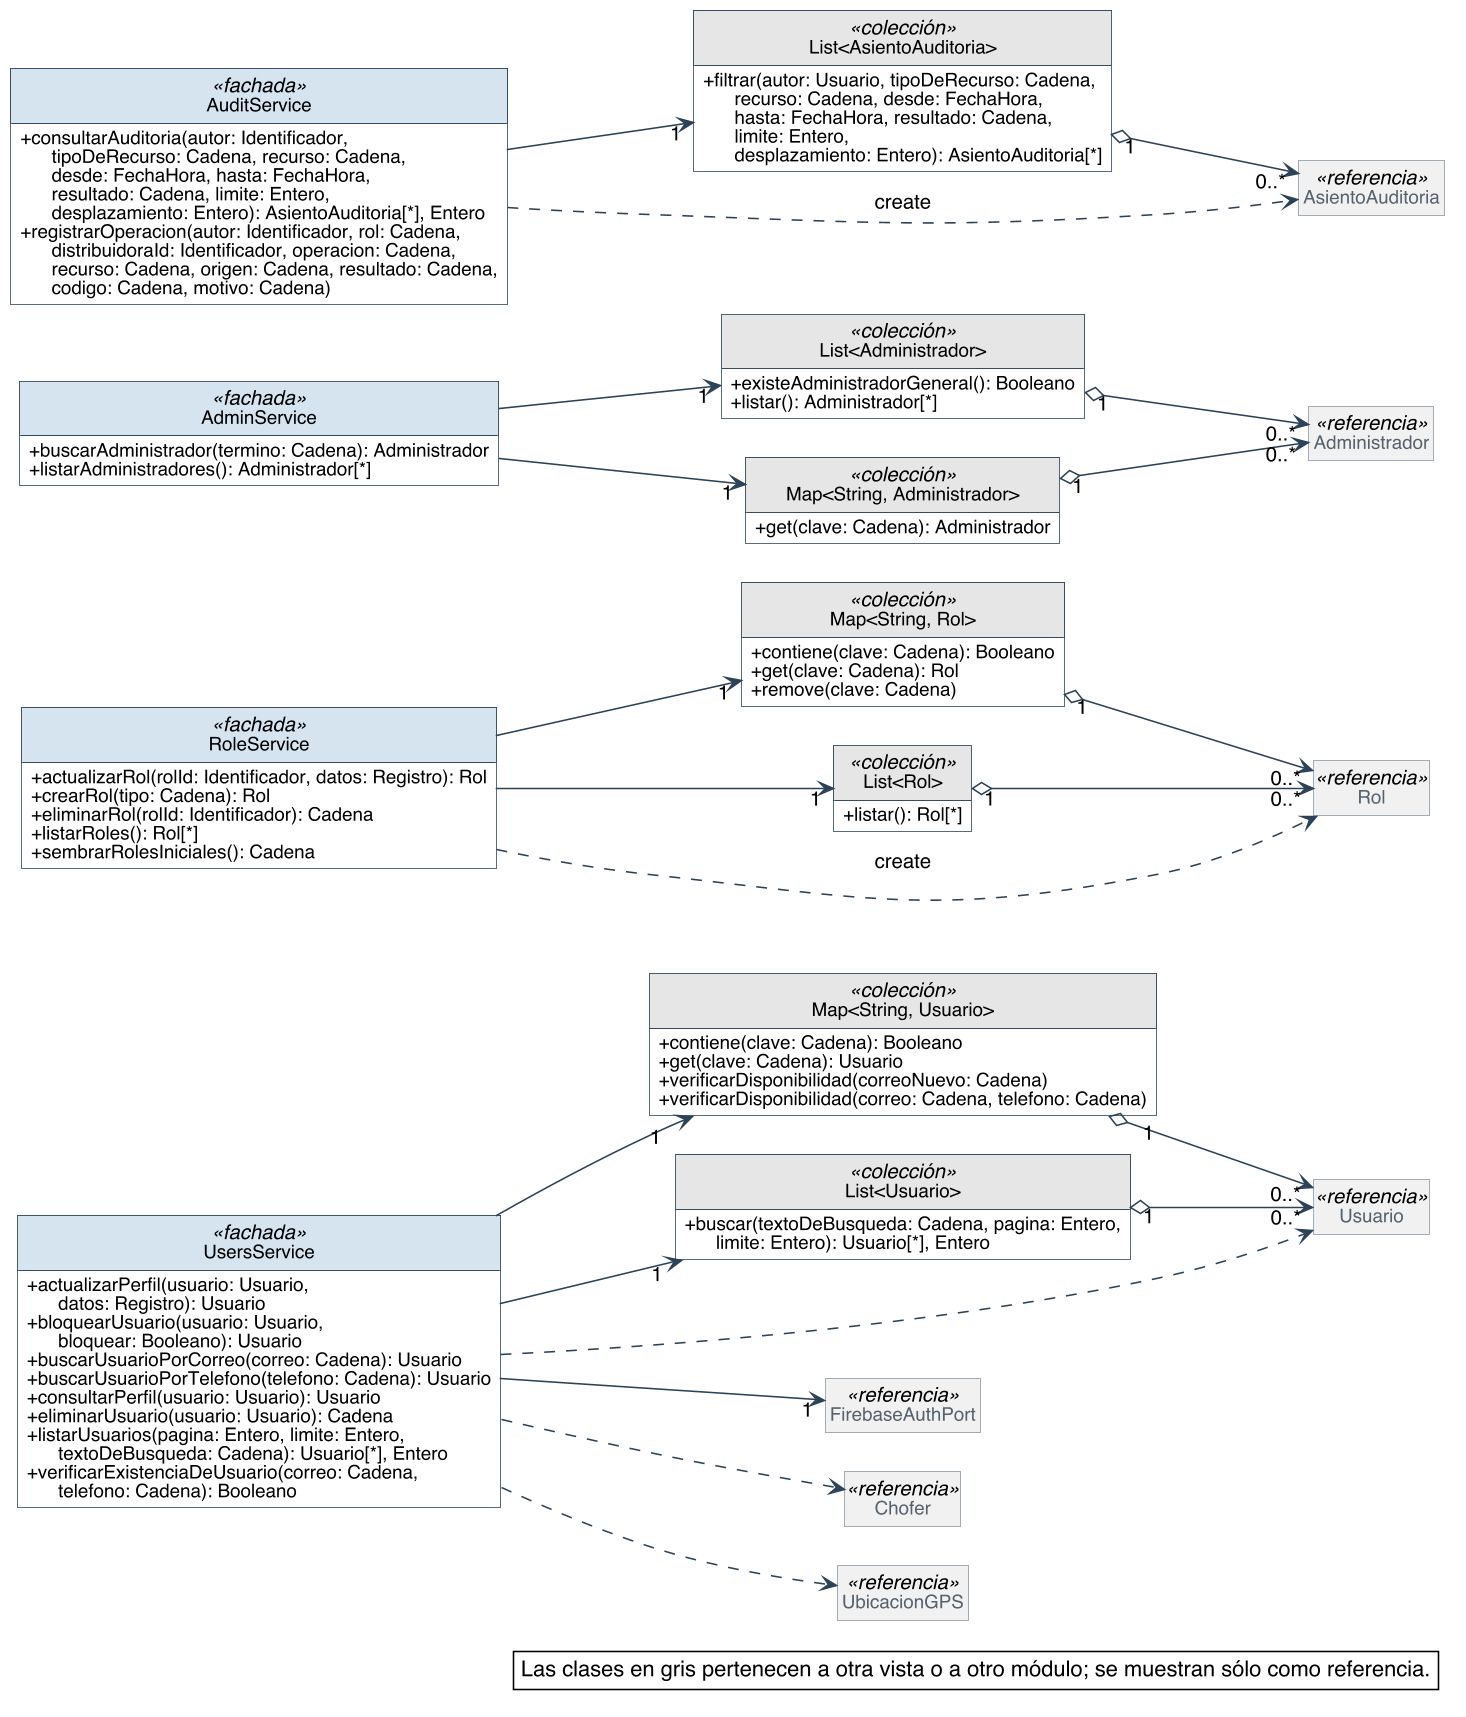 «fachada»
AuditService
+consultarAuditoria(autor: Identificador,
tipoDeRecurso: Cadena, recurso: Cadena,
desde: FechaHora, hasta: FechaHora,
resultado: Cadena, limite: Entero,
desplazamiento: Entero): AsientoAuditoria[*], Entero
+registrarOperacion(autor: Identificador, rol: Cadena,
distribuidoraId: Identificador, operacion: Cadena,
recurso: Cadena, origen: Cadena, resultado: Cadena,
codigo: Cadena, motivo: Cadena)
1
«colección»
List<AsientoAuditoria>
+filtrar(autor: Usuario, tipoDeRecurso: Cadena,
recurso: Cadena, desde: FechaHora,
hasta: FechaHora, resultado: Cadena,
limite: Entero,
desplazamiento: Entero): AsientoAuditoria[*]
1
0..*
create
«referencia»
AsientoAuditoria
«fachada»
AdminService
+buscarAdministrador(termino: Cadena): Administrador
+listarAdministradores(): Administrador[*]
1
1
«colección»
List<Administrador>
+existeAdministradorGeneral(): Booleano
+listar(): Administrador[*]
1
0..*
«colección»
Map<String, Administrador>
+get(clave: Cadena): Administrador
1
0..*
«referencia»
Administrador
«fachada»
RoleService
+actualizarRol(rolId: Identificador, datos: Registro): Rol
+crearRol(tipo: Cadena): Rol
+eliminarRol(rolId: Identificador): Cadena
+listarRoles(): Rol[*]
+sembrarRolesIniciales(): Cadena
1
1
«colección»
Map<String, Rol>
+contiene(clave: Cadena): Booleano
+get(clave: Cadena): Rol
+remove(clave: Cadena)
1
0..*
«colección»
List<Rol>
+listar(): Rol[*]
1
0..*
create
«referencia»
Rol
«fachada»
UsersService
+actualizarPerfil(usuario: Usuario,
datos: Registro): Usuario
+bloquearUsuario(usuario: Usuario,
bloquear: Booleano): Usuario
+buscarUsuarioPorCorreo(correo: Cadena): Usuario
+buscarUsuarioPorTelefono(telefono: Cadena): Usuario
+consultarPerfil(usuario: Usuario): Usuario
+eliminarUsuario(usuario: Usuario): Cadena
+listarUsuarios(pagina: Entero, limite: Entero,
textoDeBusqueda: Cadena): Usuario[*], Entero
+verificarExistenciaDeUsuario(correo: Cadena,
telefono: Cadena): Booleano
1
1
1
«colección»
Map<String, Usuario>
+contiene(clave: Cadena): Booleano
+get(clave: Cadena): Usuario
+verificarDisponibilidad(correoNuevo: Cadena)
+verificarDisponibilidad(correo: Cadena, telefono: Cadena)
1
0..*
«colección»
List<Usuario>
+buscar(textoDeBusqueda: Cadena, pagina: Entero,
limite: Entero): Usuario[*], Entero
1
0..*
«referencia»
Usuario
«referencia»
FirebaseAuthPort
«referencia»
Chofer
«referencia»
UbicacionGPS
Las clases en gris pertenecen a otra vista o a otro módulo; se muestran sólo como referencia.